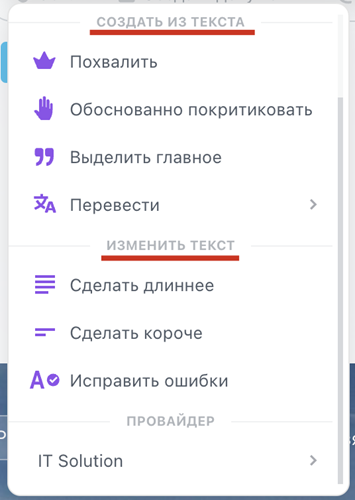 СОЗДАТЬ ИЗ ТЕКСТА
Похвалить
Обоснованно покритиковать
Выделить главное
Перевести
ИЗМЕНИТЬ ТЕКСТ
Сделать длиннее
Сделать короче
Исправить ошибки
ПРОВАЙДЕР
IT Solution